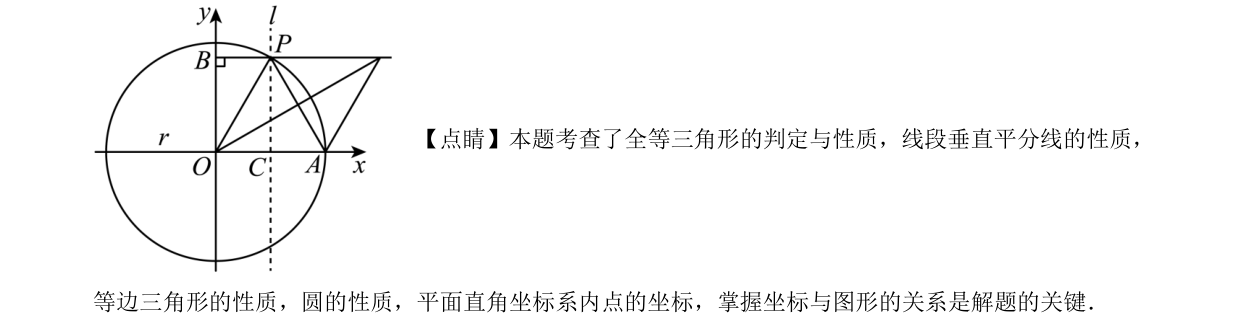 y
l
P
B
r
O
C
A
x
【点睛】本题考查了全等三角形的判定与性质，线段垂直平分线的性质，
等边三角形的性质，圆的性质，平面直角坐标系内点的坐标，掌握坐标与图形的关系是解题的关键．